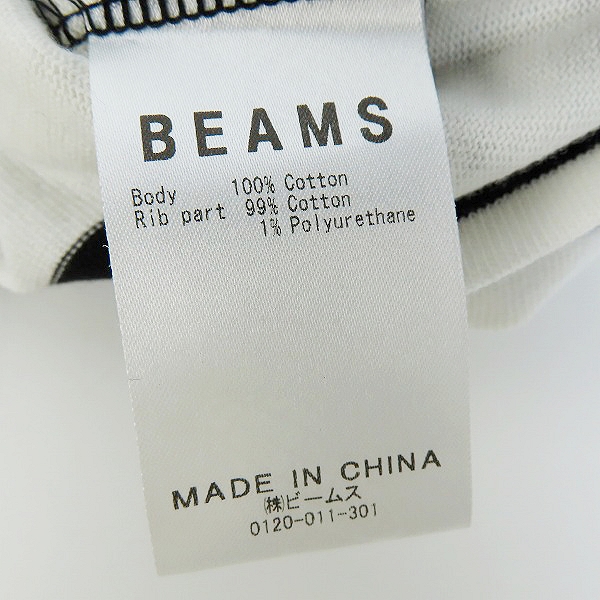 BEAMS
Body 100% Cotton
Rib part 99% Cotton
1% Polyurethane
MADE IN CHINA
㈱ビームス
0120-011-301